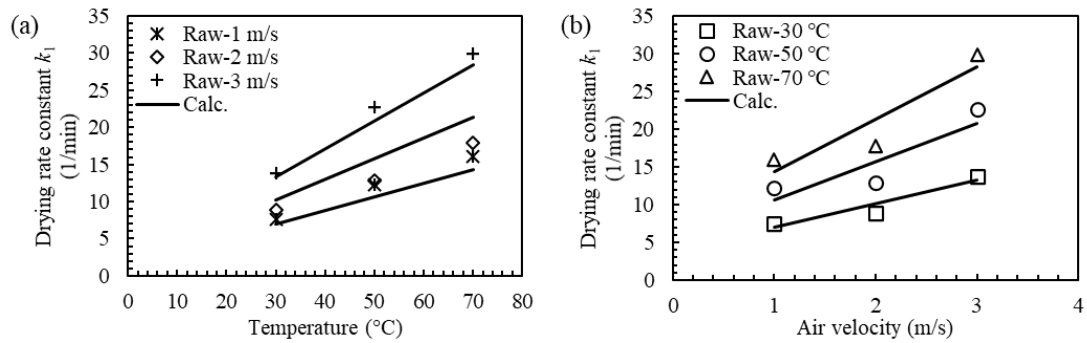 (a)
Drying rate constant k₁
(1/min)
35
30
25
20
15
10
5
0
Raw-1 m/s
Raw-2 m/s
Raw-3 m/s
Calc.
0 10 20 30 40 50 60 70 80
Temperature (°C)
(b)
Drying rate constant k₁
(1/min)
35
30
25
20
15
10
5
0
Raw-30 °C
Raw-50 °C
Raw-70 °C
Calc.
0 1 2 3 4
Air velocity (m/s)